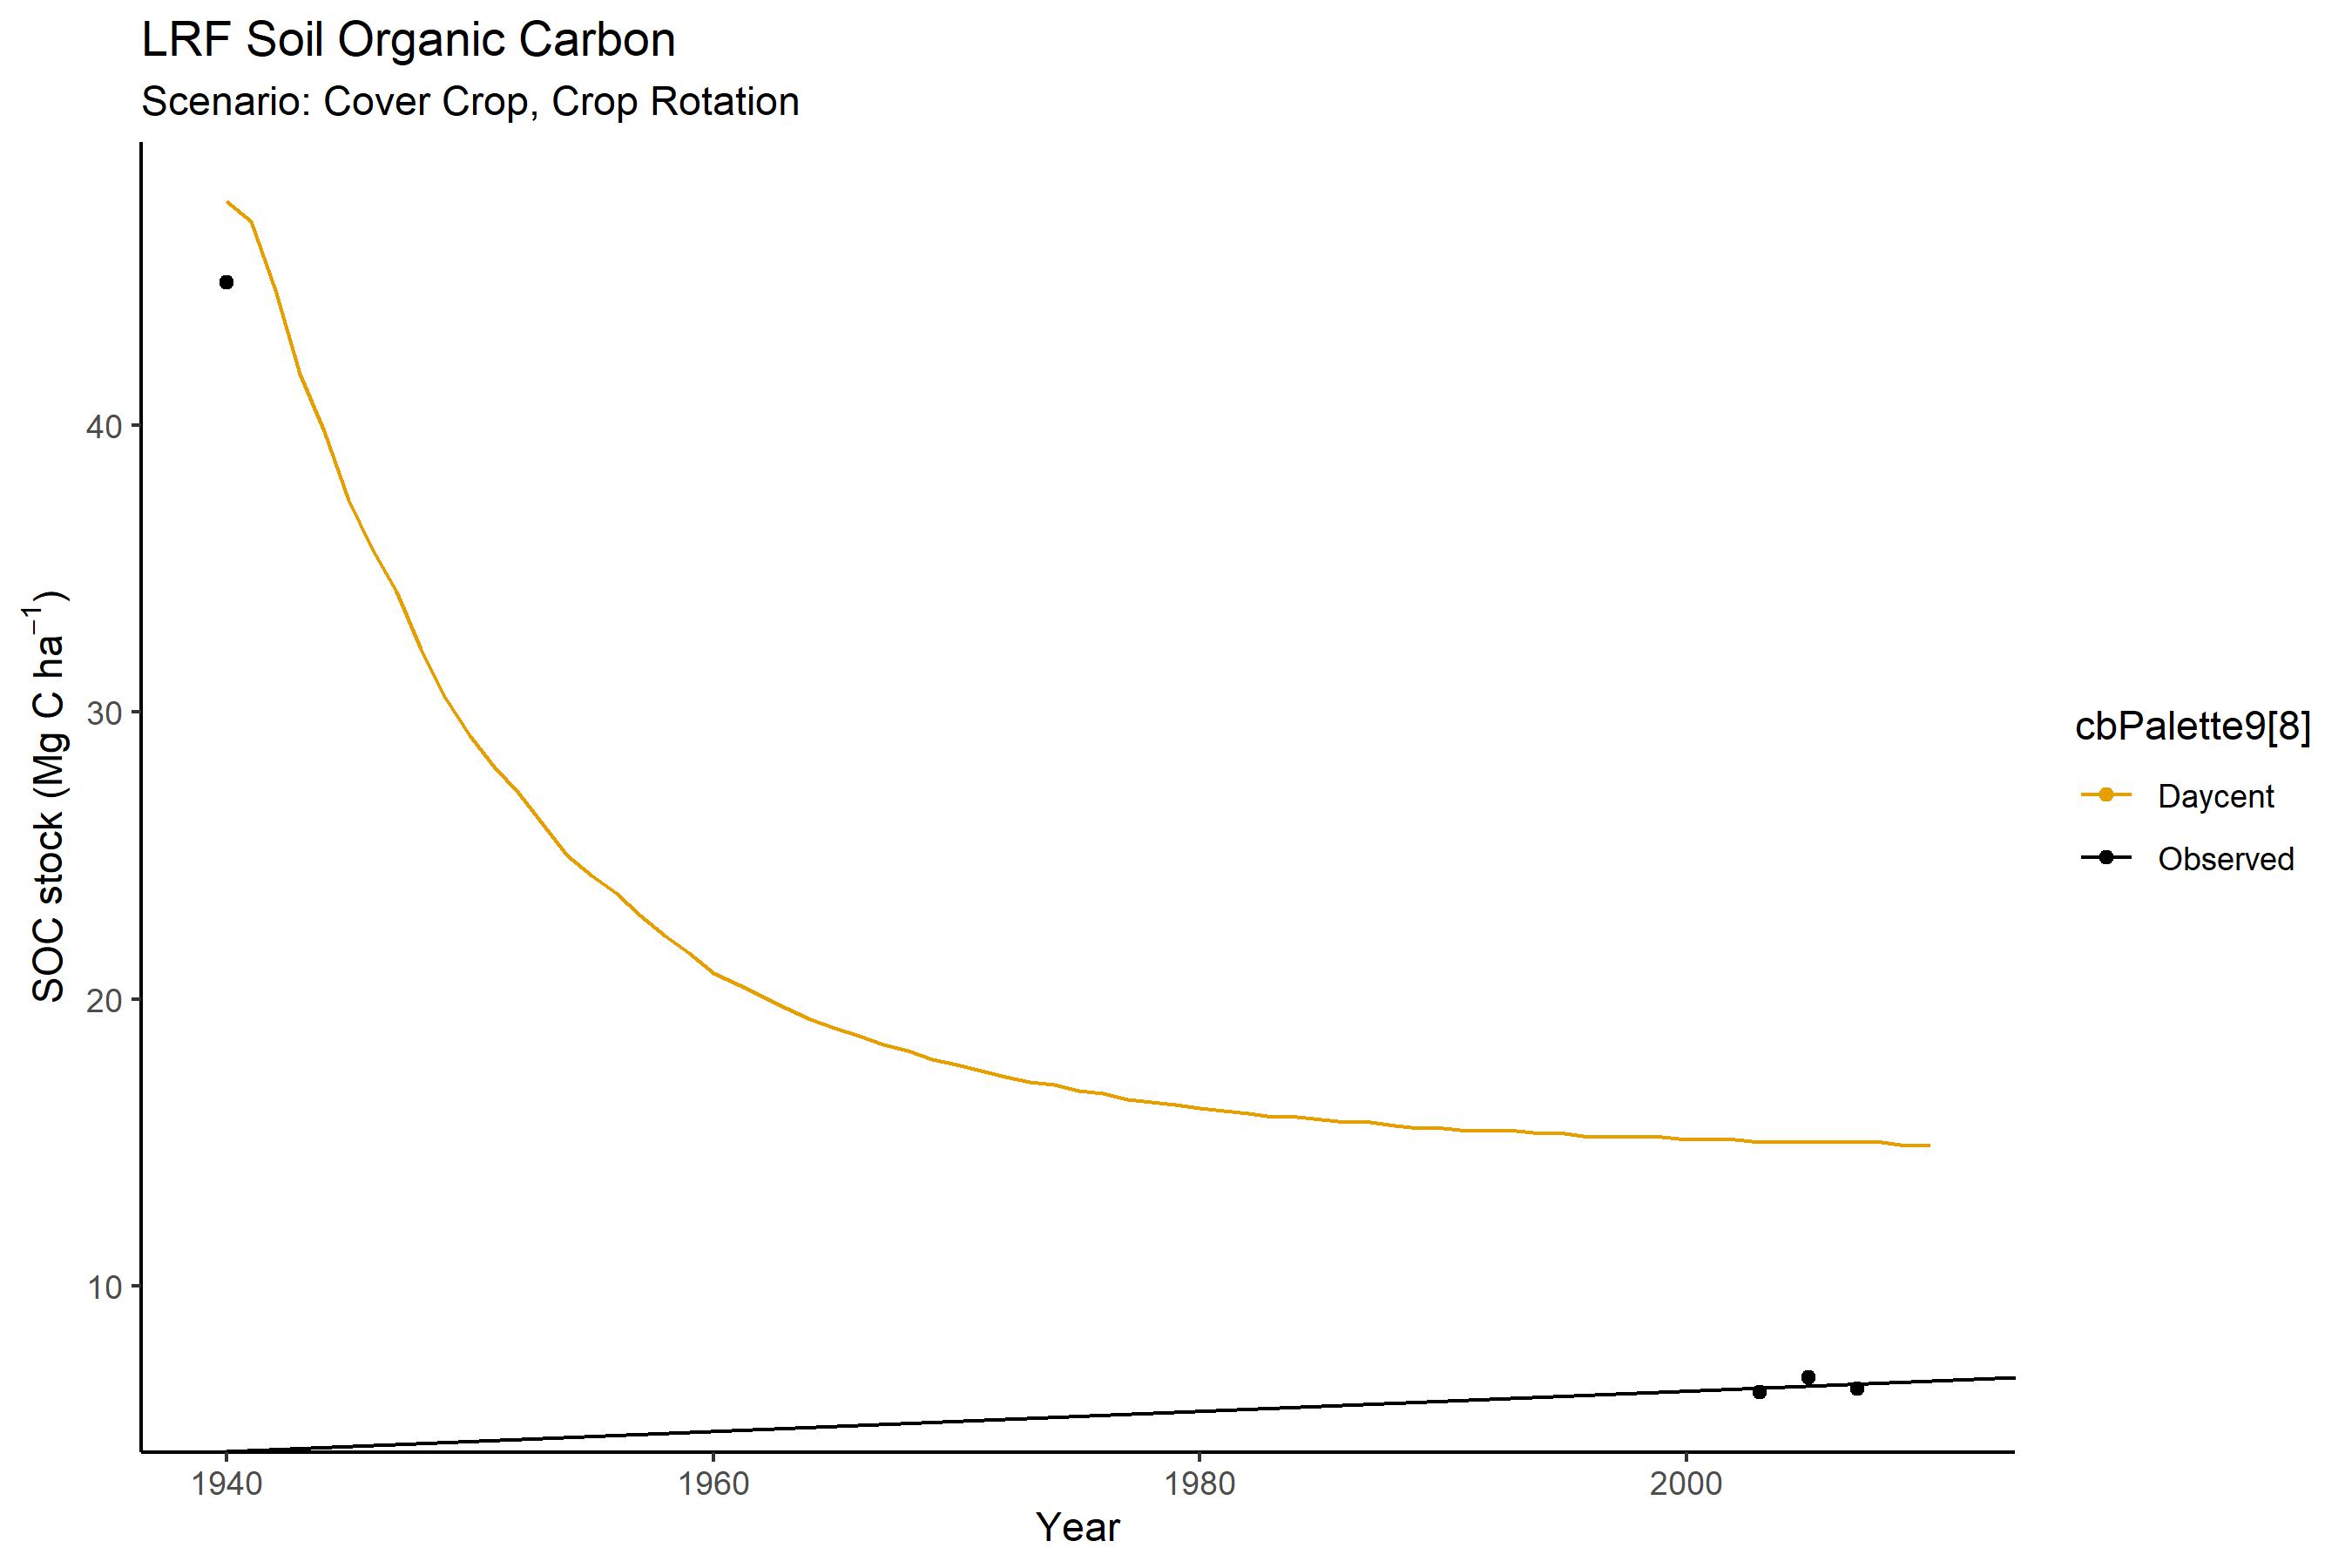 LRF Soil Organic Carbon
Scenario: Cover Crop, Crop Rotation
SOC stock (Mg C ha⁻¹)
40
30
20
10
1940
1960
1980
2000
Year
cbPalette9[8]
Daycent
Observed